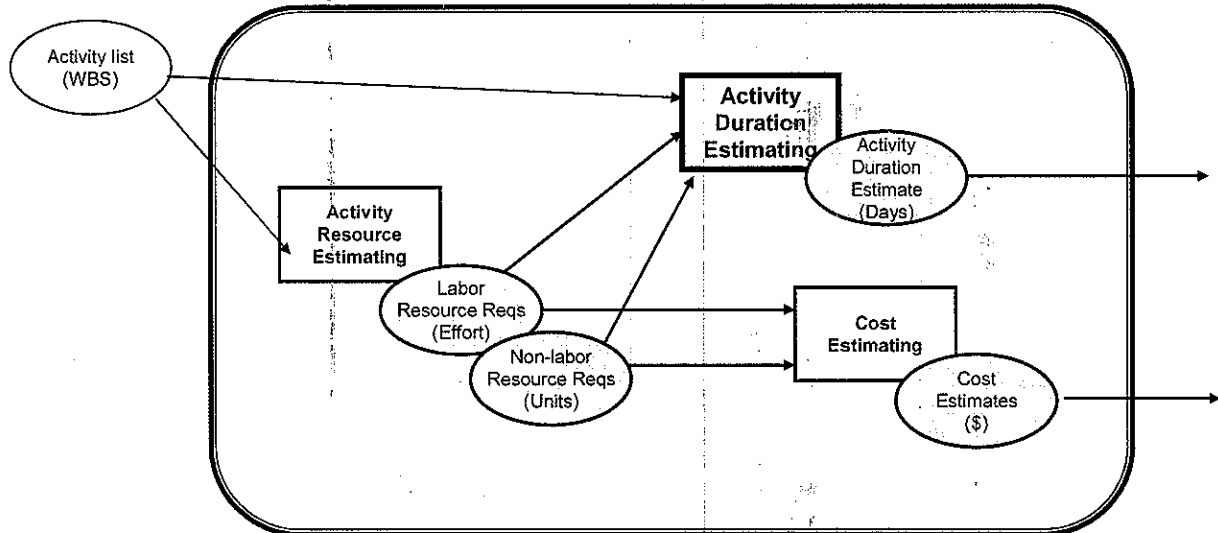 Activity list
(WBS)
Activity
Duration
Estimating
Activity
Duration
Estimate
(Days)
Activity
Resource
Estimating
Labor
Resource Reqs
(Effort)
Non-labor
Resource Reqs
(Units)
Cost
Estimating
Cost
Estimates
($)